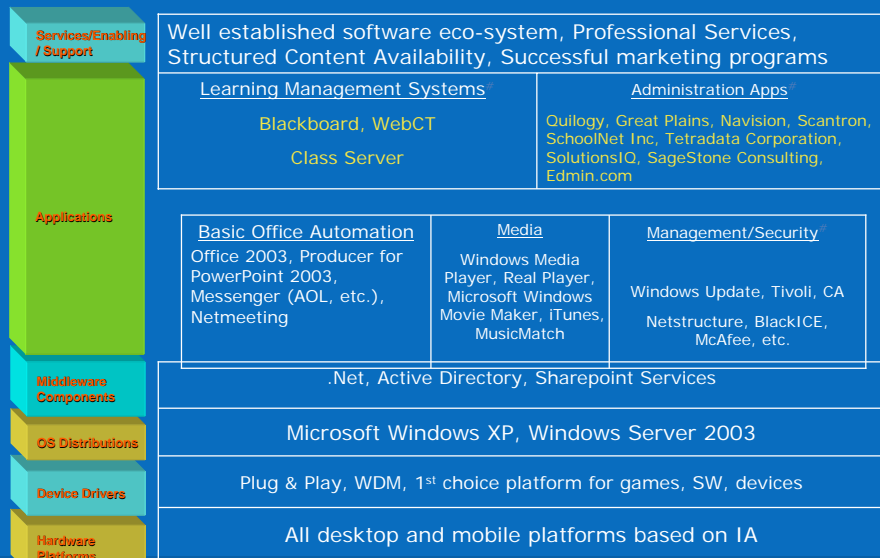 Services/Enabling
/ Support
Well established software eco-system, Professional Services,
Structured Content Availability, Successful marketing programs
Applications
Learning Management Systems#
Blackboard, WebCT
Class Server
Administration Apps#
Quilogy, Great Plains, Navision, Scantron,
SchoolNet Inc, Tetradata Corporation,
SolutionsIQ, SageStone Consulting,
Edmin.com
Basic Office Automation
Office 2003, Producer for
PowerPoint 2003,
Messenger (AOL, etc.),
Netmeeting
Media
Windows Media
Player, Real Player,
Microsoft Windows
Movie Maker, iTunes,
MusicMatch
Management/Security#
Windows Update, Tivoli, CA
Netstructure, BlackICE,
McAfee, etc.
Middleware
Components
.Net, Active Directory, Sharepoint Services
OS Distributions
Microsoft Windows XP, Windows Server 2003
Device Drivers
Plug & Play, WDM, 1st choice platform for games, SW, devices
Hardware
Platforms
All desktop and mobile platforms based on IA